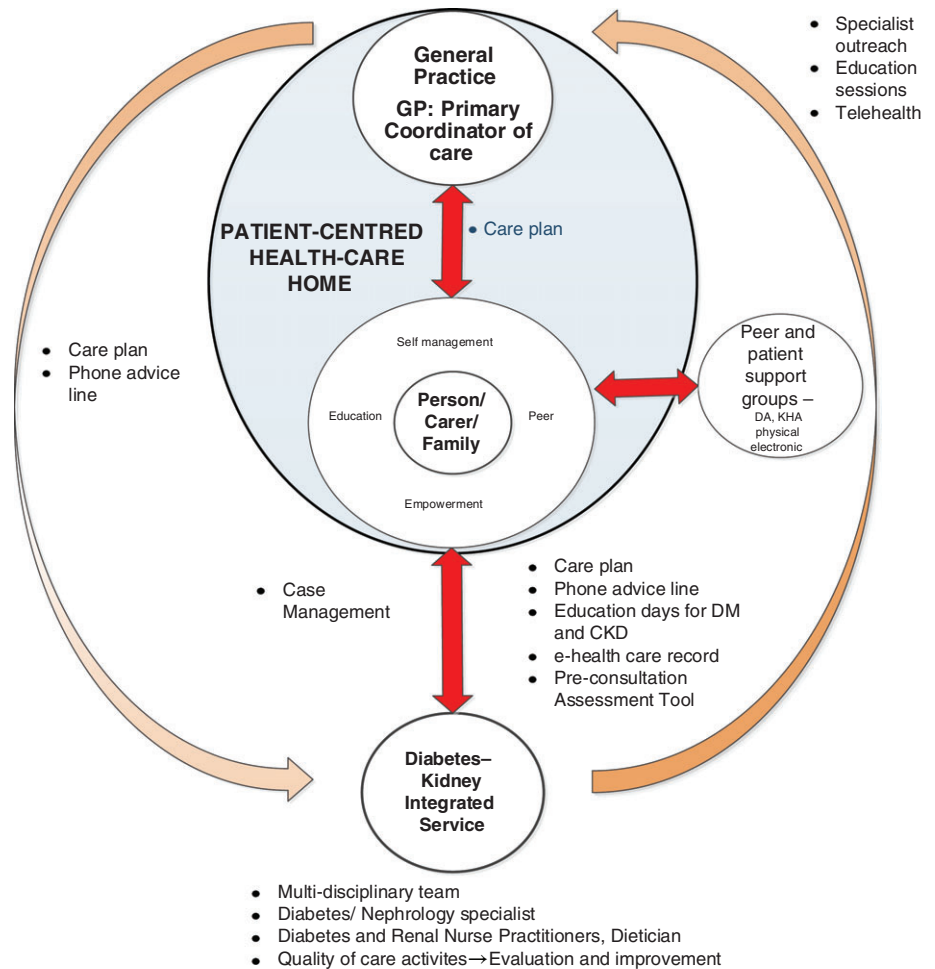 General
Practice
GP: Primary
Coordinator of
care
• Specialist
outreach
• Education
sessions
• Telehealth
PATIENT-CENTRED
HEALTH-CARE
HOME
• Care plan
• Care plan
• Phone advice
line
Self management
Education
Person/
Carer/
Family
Peer
Empowerment
Peer and
patient
support
groups –
DA, KHA
physical
electronic
• Case
Management
• Care plan
• Phone advice line
• Education days for DM
and CKD
• e-health care record
• Pre-consultation
Assessment Tool
Diabetes–
Kidney
Integrated
Service
• Multi-disciplinary team
• Diabetes/ Nephrology specialist
• Diabetes and Renal Nurse Practitioners, Dietician
• Quality of care activites→Evaluation and improvement